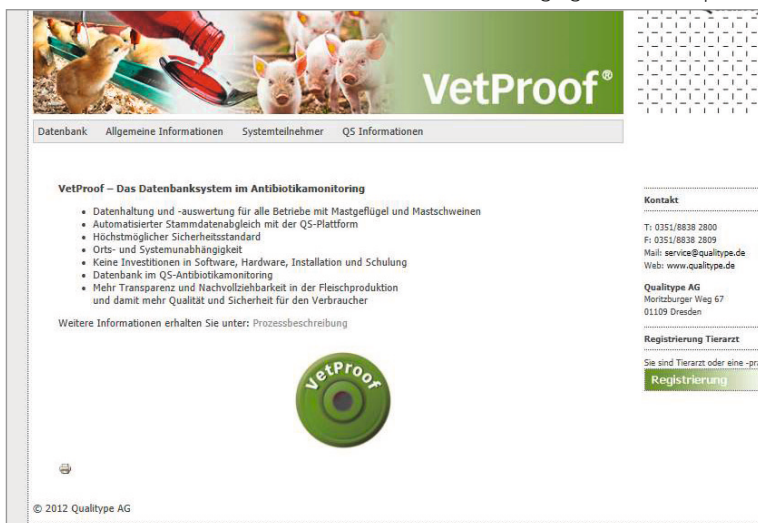 VetProof®
Datenbank Allgemeine Informationen Systemteilnehmer QS Informationen
VetProof – Das Datenbanksystem im Antibiotikamonitoring
• Datenhaltung und -auswertung für alle Betriebe mit Mastgeflügel und Mastschweinen
• Automatisierter Stammdatenabgleich mit der QS-Plattform
• Höchstmöglicher Sicherheitsstandard
• Orts- und Systemunabhängigkeit
• Keine Investitionen in Software, Hardware, Installation und Schulung
• Datenbank im QS-Antibiotikamonitoring
• Mehr Transparenz und Nachvollziehbarkeit in der Fleischproduktion
und damit mehr Qualität und Sicherheit für den Verbraucher
Weitere Informationen erhalten Sie unter: Prozessbeschreibung
VetProof
© 2012 Qualitype AG
Kontakt
T: 0351/8838 2800
F: 0351/8838 2809
Mail: service@qualitype.de
Web: www.qualitype.de
Qualitype AG
Moritzburger Weg 67
01109 Dresden
Registrierung Tierarzt
Sie sind Tierarzt oder eine
Registrierung